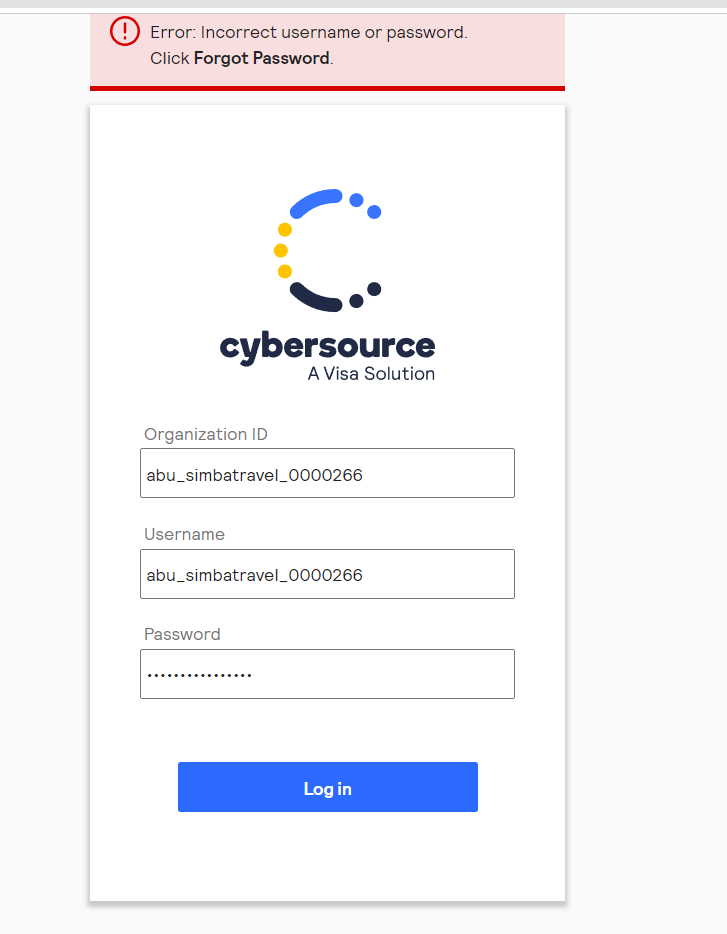 Error: Incorrect username or password.
Click Forgot Password.
cybersource
A Visa Solution
Organization ID
abu_simbatravel_0000266
Username
abu_simbatravel_0000266
Password
••••••••••••••••
Log in